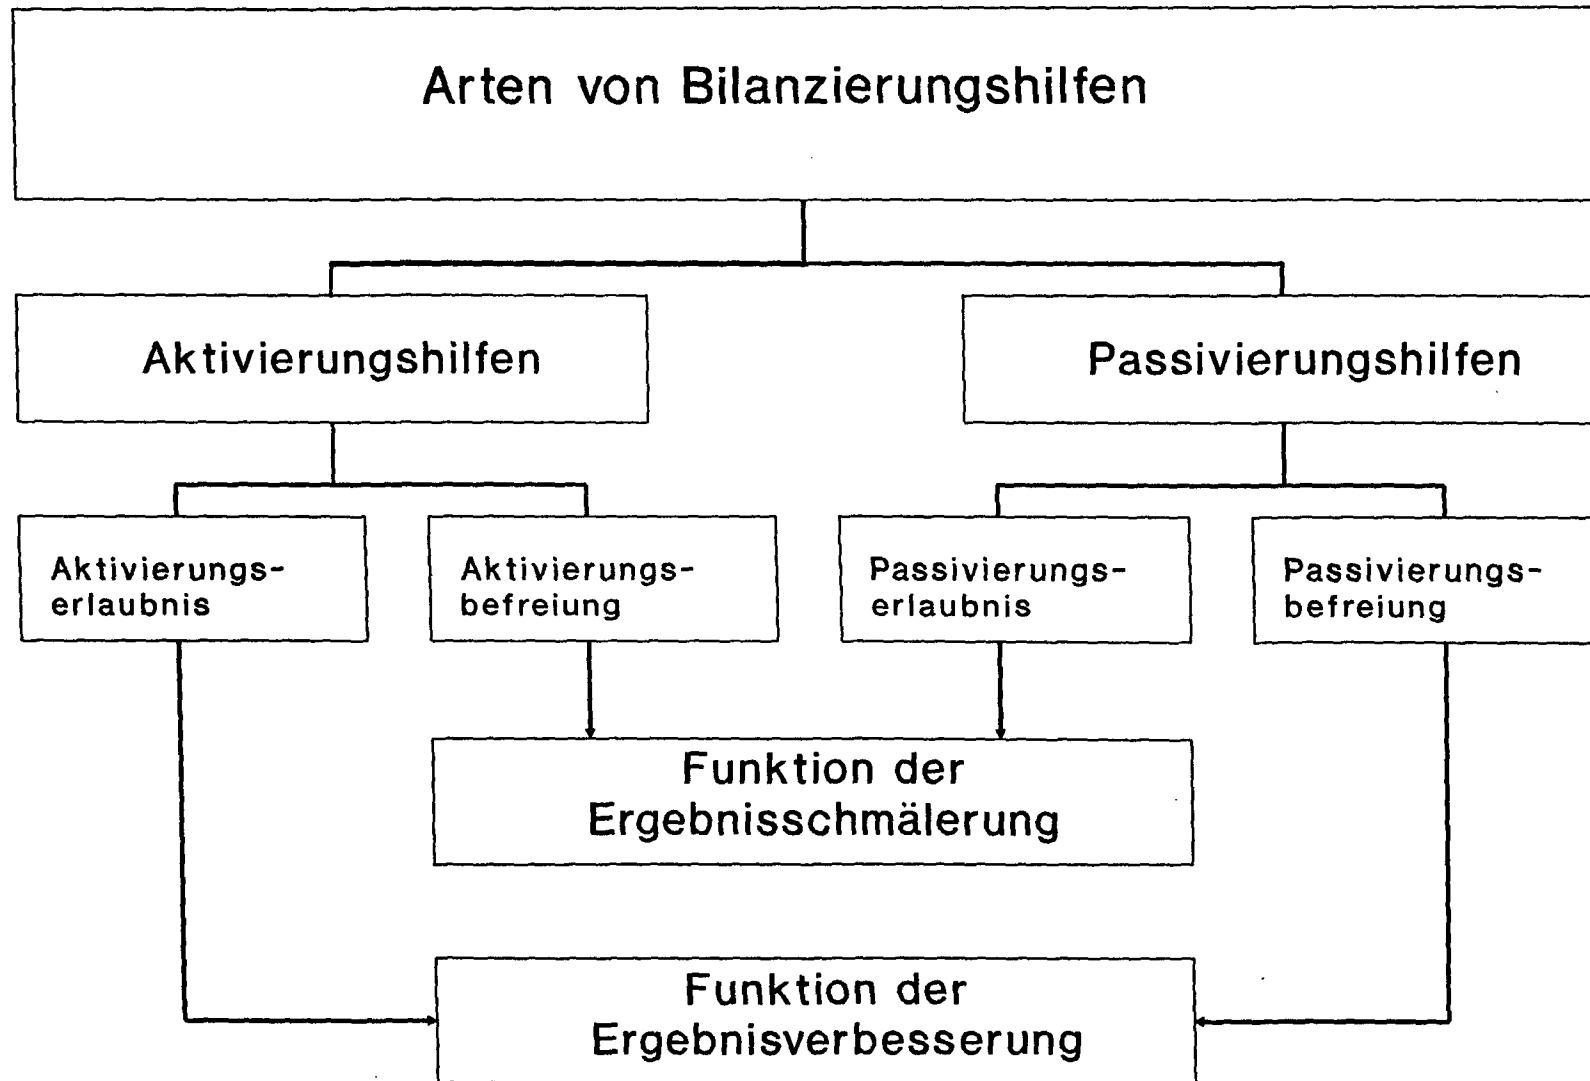 Arten von Bilanzierungshilfen
Aktivierungshilfen
Passivierungshilfen
Aktivierungs-
erlaubnis
Aktivierungs-
befreiung
Passivierungs-
erlaubnis
Passivierungs-
befreiung
Funktion der
Ergebnisschmälerung
Funktion der
Ergebnisverbesserung